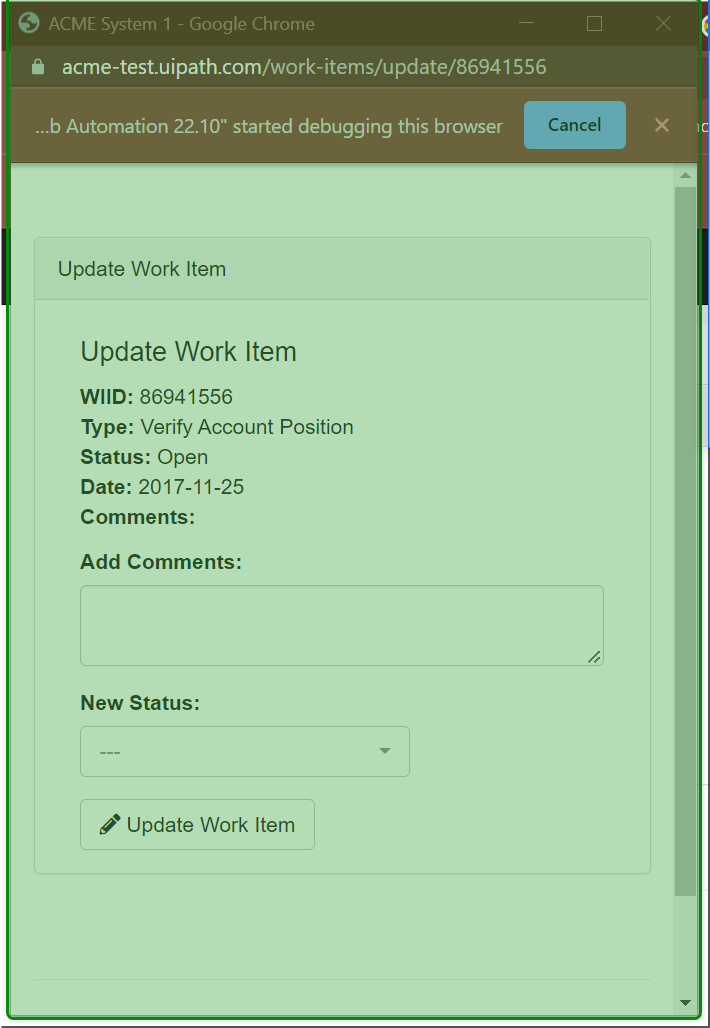 ACME System 1 - Google Chrome
acme-test.uipath.com/work-items/update/86941556
...b Automation 22.10" started debugging this browser
Cancel
Update Work Item
Update Work Item
WIID: 86941556
Type: Verify Account Position
Status: Open
Date: 2017-11-25
Comments:
Add Comments:
New Status:
---
Update Work Item